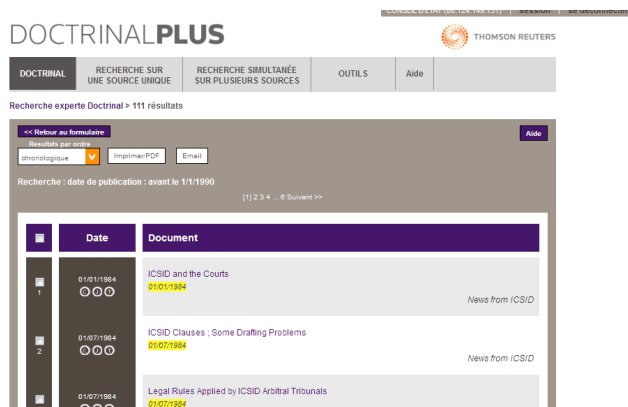 session | se déconnecter
DOCTRINALPLUS
THOMSON REUTERS
DOCTRINAL
RECHERCHE SUR
UNE SOURCE UNIQUE
RECHERCHE SIMULTANÉE
SUR PLUSIEURS SOURCES
OUTILS
Aide
Recherche experte Doctrinal > 111 résultats
<< Retour au formulaire
Aide
Resultats par ordre
chronologique
Imprimer/PDF
Email
Recherche : date de publication : avant le 1/1/1990
[1] 2 3 4 ... 6 Suivant >>
Date
Document
1
01/01/1984
ICSID and the Courts
01/01/1984
News from ICSID
2
01/07/1984
ICSID Clauses ; Some Drafting Problems
01/07/1984
News from ICSID
01/07/1984
Legal Rules Applied by ICSID Arbitral Tribunals
01/07/1984